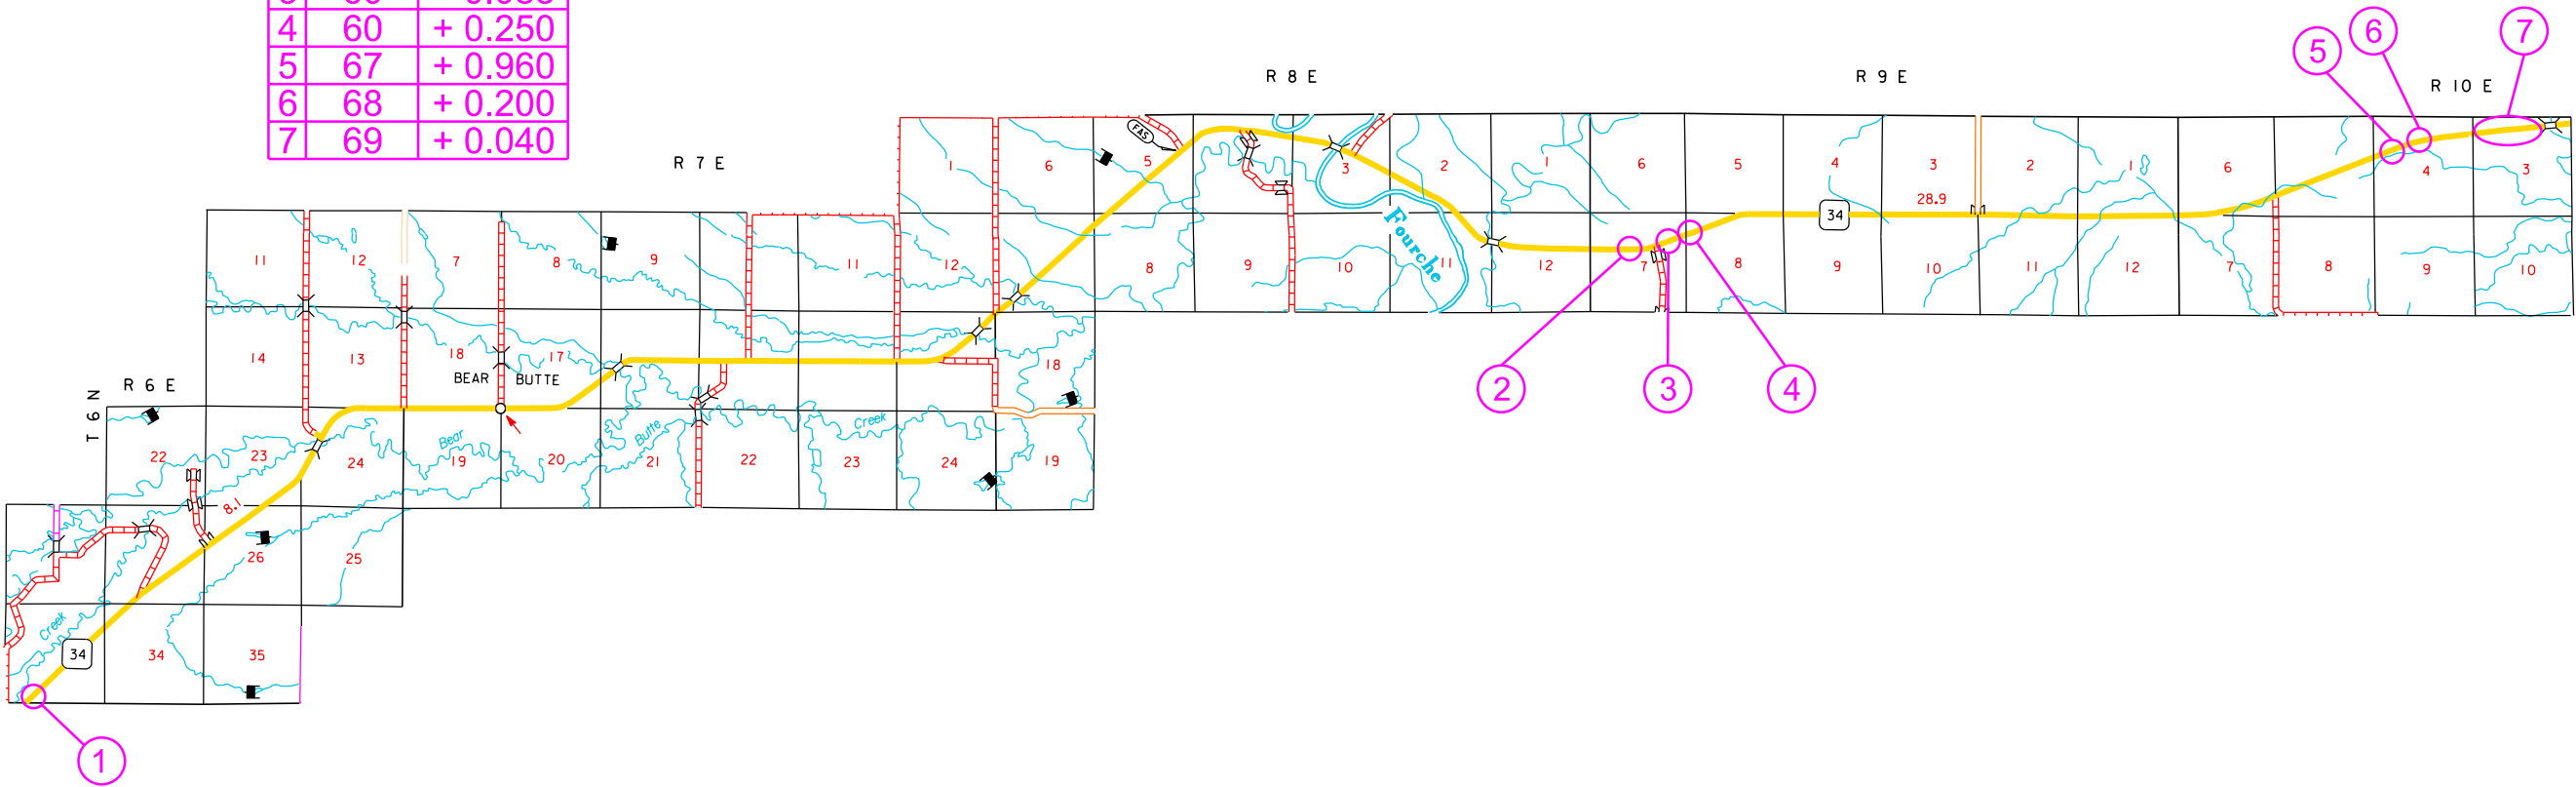 4 60 + 0.250
5 67 + 0.960
6 68 + 0.200
7 69 + 0.040
R 8 E
R 9 E
R 10 E
R 7 E
R 6 E
T 6 N
5 6 7
FAS
1 6 5 3 2 1 6 5 4 3 2 1 6 4 3
28.9
34
Fourche
11 12 7 8 9 11 12 8 9 10 11 12 7 8 9 10 11 12 7 8 9 10
14 13 18 17 18
BEAR BUTTE
2 3 4
22 23 24 19 20 21 22 23 24 19
Bear Butte Creek
8.1
26 25
Creek
34
34 35
1